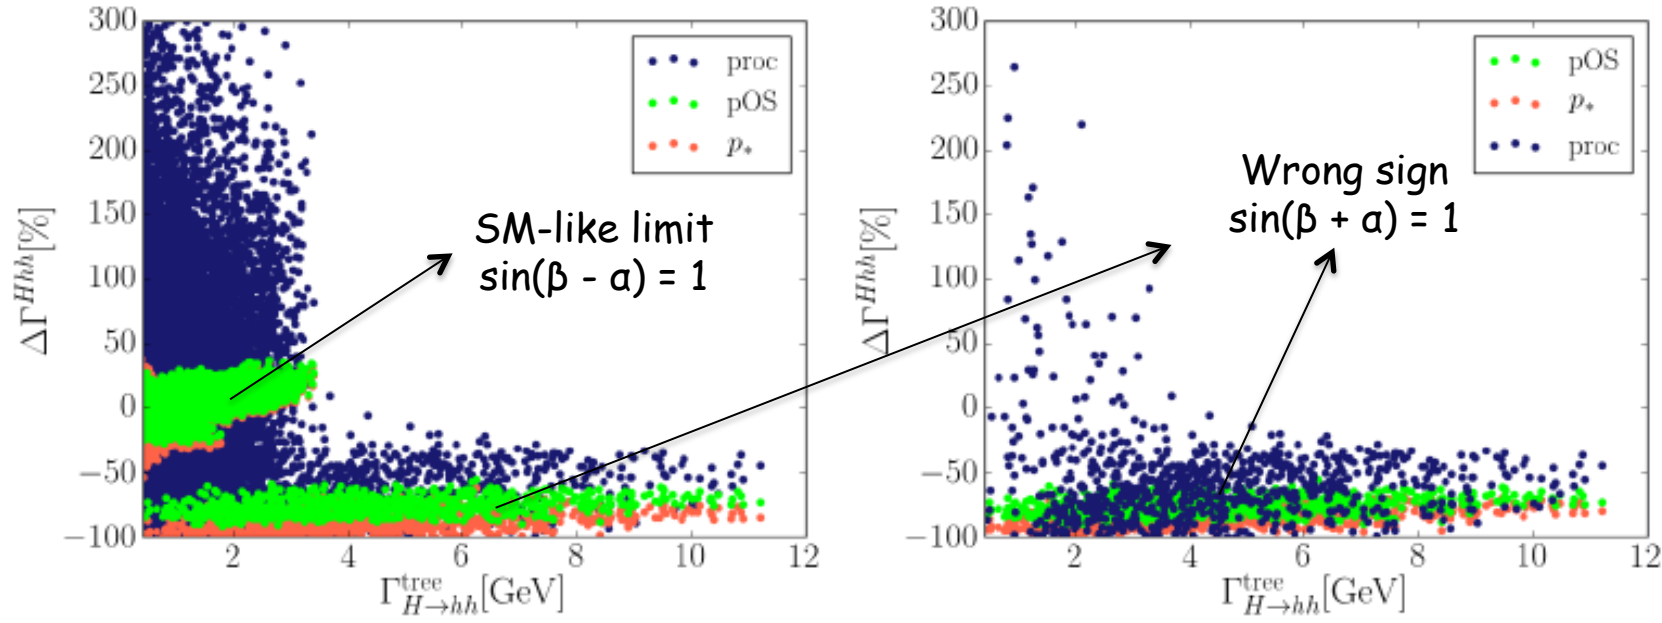 300
250
200
150
100
50
0
−50
−100
ΔΓ^{Hhh}[%]
proc
pOS
p_*
SM-like limit
sin(β - α) = 1
2 4 6 8 10 12
Γ^{tree}_{H→hh}[GeV]
300
250
200
150
100
50
0
−50
−100
ΔΓ^{Hhh}[%]
pOS
p_*
proc
Wrong sign
sin(β + α) = 1
2 4 6 8 10 12
Γ^{tree}_{H→hh}[GeV]